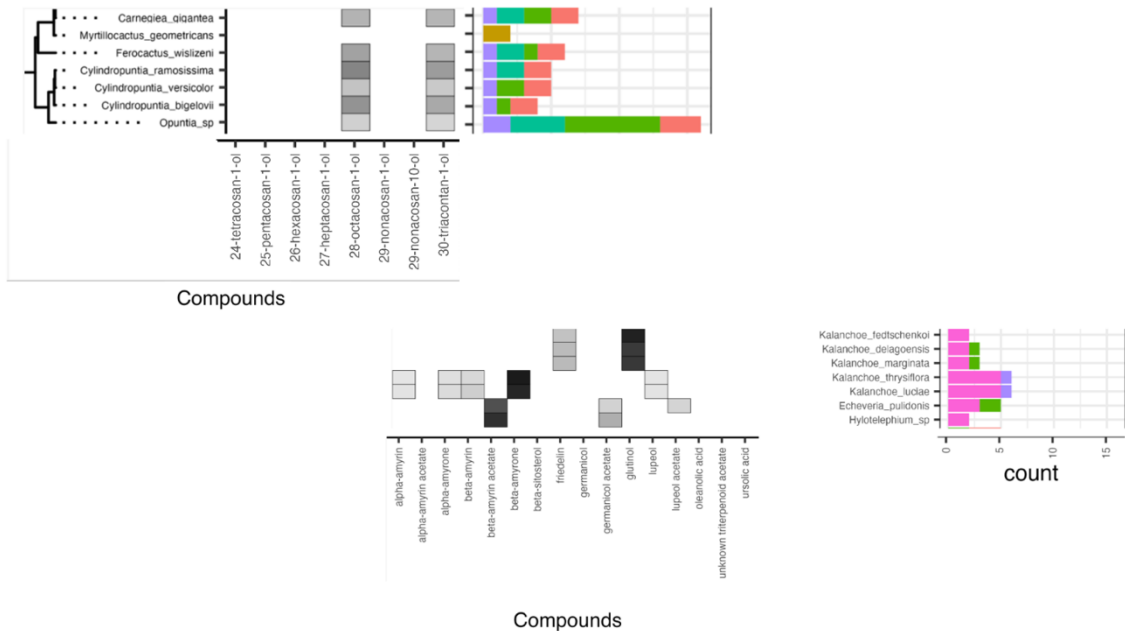 Carnegiea_gigantea
Myrtillocactus_geometricans
Ferocactus_wislizeni
Cylindropuntia_ramosissima
Cylindropuntia_versicolor
Cylindropuntia_bigelovii
Opuntia_sp
24-tetracosan-1-ol
25-pentacosan-1-ol
26-hexacosan-1-ol
27-heptacosan-1-ol
28-octacosan-1-ol
29-nonacosan-1-ol
29-nonacosan-10-ol
30-triacontan-1-ol
Compounds
Kalanchoe_fedtschenkoi
Kalanchoe_delagoensis
Kalanchoe_marginata
Kalanchoe_thrysiflora
Kalanchoe_luciae
Echeveria_pulidonis
Hylotelephium_sp
0
5
10
15
count
alpha-amyrin
alpha-amyrin acetate
alpha-amyrone
beta-amyrin
beta-amyrin acetate
beta-amyrone
beta-sitosterol
friedelin
germanicol
germanicol acetate
glutinol
lupeol
lupeol acetate
oleanolic acid
unknown triterpenoid acetate
ursolic acid
Compounds